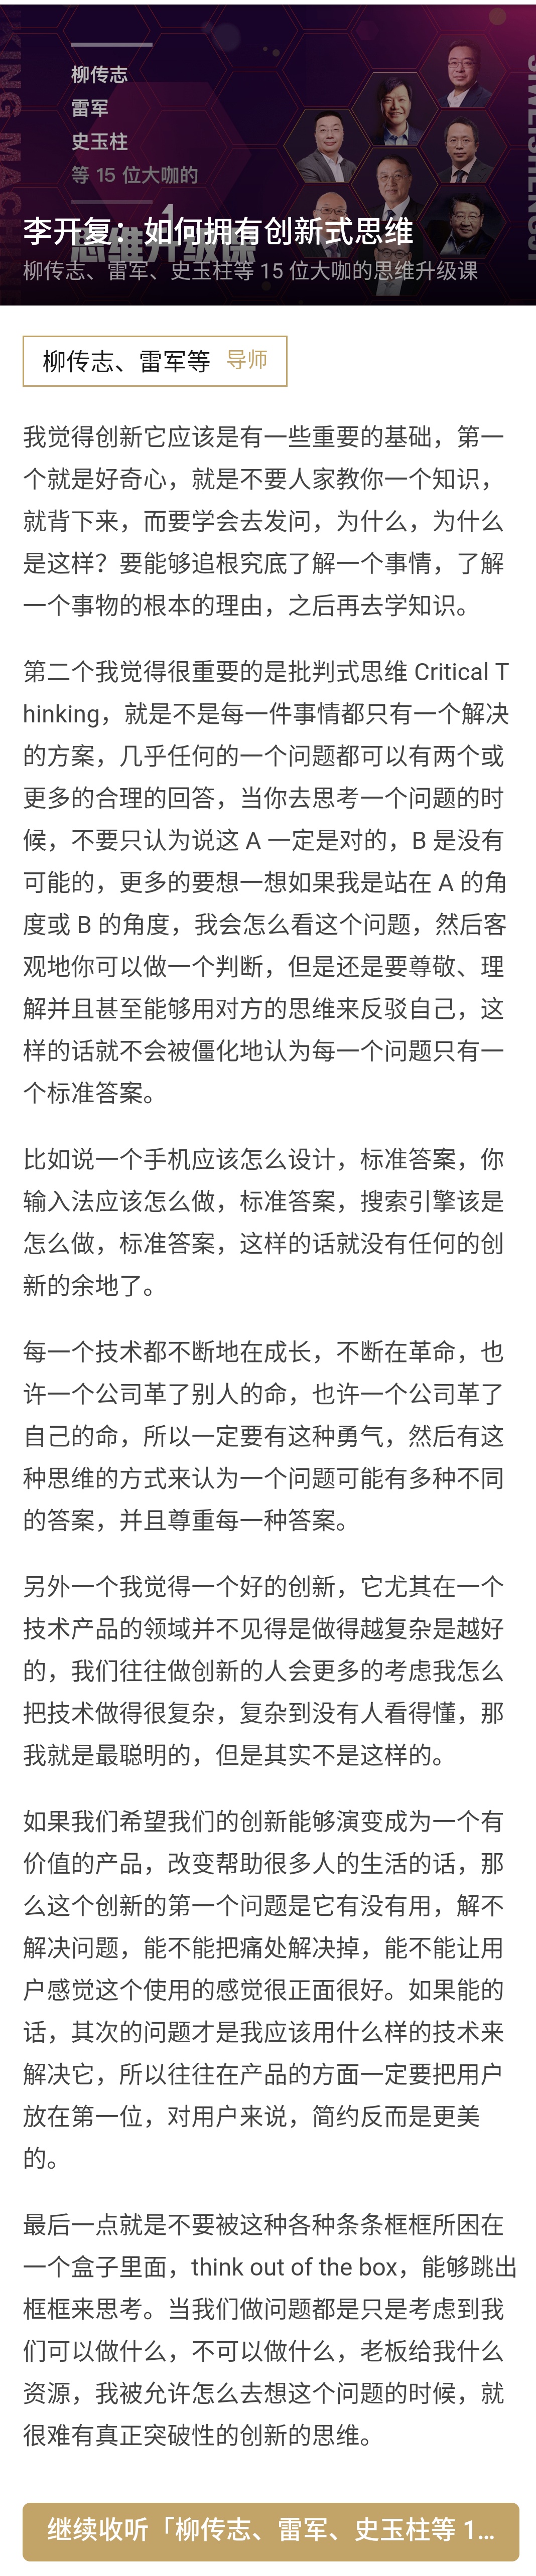 柳传志
雷军
史玉柱
等 15 位大咖的
思维升级课
李开复：如何拥有创新式思维
柳传志、雷军、史玉柱等 15 位大咖的思维升级课
柳传志、雷军等 导师
我觉得创新它应该是有一些重要的基础，第一
个就是好奇心，就是不要人家教你一个知识，
就背下来，而要学会去发问，为什么，为什么
是这样？要能够追根究底了解一个事情，了解
一个事物的根本的理由，之后再去学知识。
第二个我觉得很重要的是批判式思维 Critical T
hinking，就是不是每一件事情都只有一个解决
的方案，几乎任何的一个问题都可以有两个或
更多的合理的回答，当你去思考一个问题的时
候，不要只认为说这 A 一定是对的，B 是没有
可能的，更多的要想一想如果我是站在 A 的角
度或 B 的角度，我会怎么看这个问题，然后客
观地你可以做一个判断，但是还是要尊敬、理
解并且甚至能够用对方的思维来反驳自己，这
样的话就不会被僵化地认为每一个问题只有一
个标准答案。
比如说一个手机应该怎么设计，标准答案，你
输入法应该怎么做，标准答案，搜索引擎该是
怎么做，标准答案，这样的话就没有任何的创
新的余地了。
每一个技术都不断地在成长，不断在革命，也
许一个公司革了别人的命，也许一个公司革了
自己的命，所以一定要有这种勇气，然后有这
种思维的方式来认为一个问题可能有多种不同
的答案，并且尊重每一种答案。
另外一个我觉得一个好的创新，它尤其在一个
技术产品的领域并不见得是做得越复杂是越好
的，我们往往做创新的人会更多的考虑我怎么
把技术做得很复杂，复杂到没有人看得懂，那
我就是最聪明的，但是其实不是这样的。
如果我们希望我们的创新能够演变成为一个有
价值的产品，改变帮助很多人的生活的话，那
么这个创新的第一个问题是它有没有用，解不
解决问题，能不能把痛处解决掉，能不能让用
户感觉这个使用的感觉很正面很好。如果能的
话，其次的问题才是我应该用什么样的技术来
解决它，所以往往在产品的方面一定要把用户
放在第一位，对用户来说，简约反而是更美
的。
最后一点就是不要被这种各种条条框框所困在
一个盒子里面，think out of the box，能够跳出
框框来思考。当我们做问题都是只是考虑到我
们可以做什么，不可以做什么，老板给我什么
资源，我被允许怎么去想这个问题的时候，就
很难有真正突破性的创新的思维。
继续收听「柳传志、雷军、史玉柱等 1...